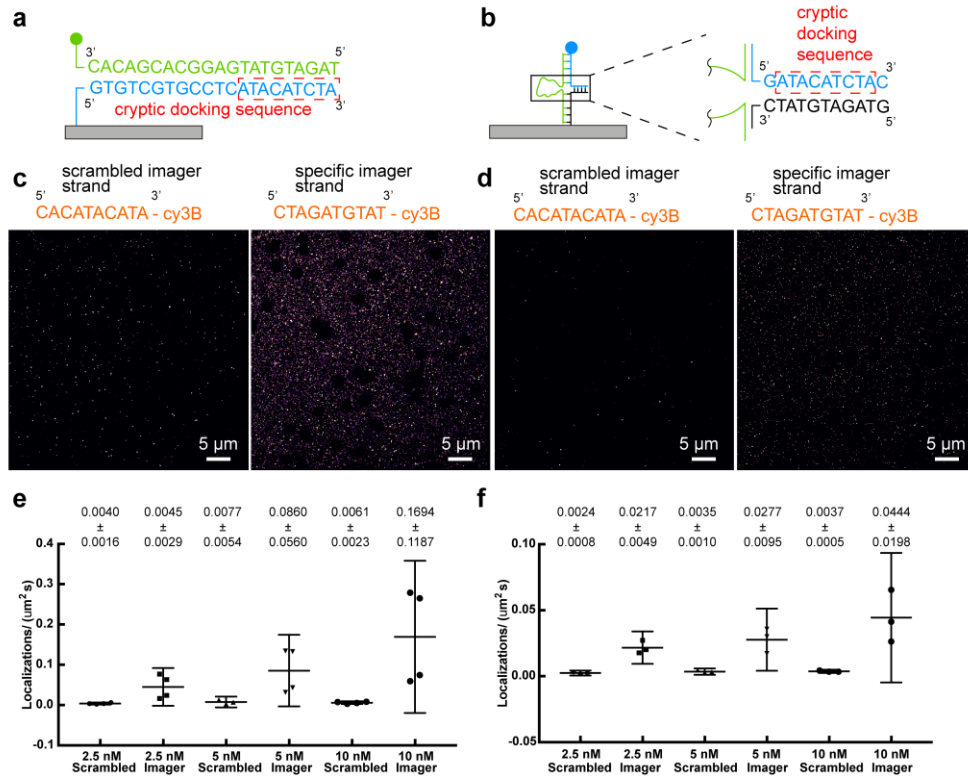 a
3’
5’
CACAGCACGGAGTATGTAGAT
GTGTCGTGCCTCATACATCTA
5’
cryptic docking sequence
3’
b
cryptic
docking
sequence
5’
3’
GATACATCTAC
CTATGTAGATG
3’
5’
c
scrambled imager
strand
5’
3’
CACATACATA - cy3B
specific imager
strand
5’
3’
CTAGATGTAT - cy3B
5 µm
5 µm
d
scrambled imager
strand
5’
3’
CACATACATA - cy3B
specific imager
strand
5’
3’
CTAGATGTAT - cy3B
5 µm
5 µm
e
0.0040 0.0045 0.0077 0.0860 0.0061 0.1694
± ± ± ± ± ±
0.0016 0.0029 0.0054 0.0560 0.0023 0.1187
Localizations/ (um² s)
0.4
0.3
0.2
0.1
0.0
-0.1
2.5 nM 2.5 nM 5 nM 5 nM 10 nM 10 nM
Scrambled Imager Scrambled Imager Scrambled Imager
f
0.0024 0.0217 0.0035 0.0277 0.0037 0.0444
± ± ± ± ± ±
0.0008 0.0049 0.0010 0.0095 0.0005 0.0198
Localizations/ (um² s)
0.10
0.05
0.00
-0.05
2.5 nM 2.5 nM 5 nM 5 nM 10 nM 10 nM
Scrambled Imager Scrambled Imager Scrambled Imager